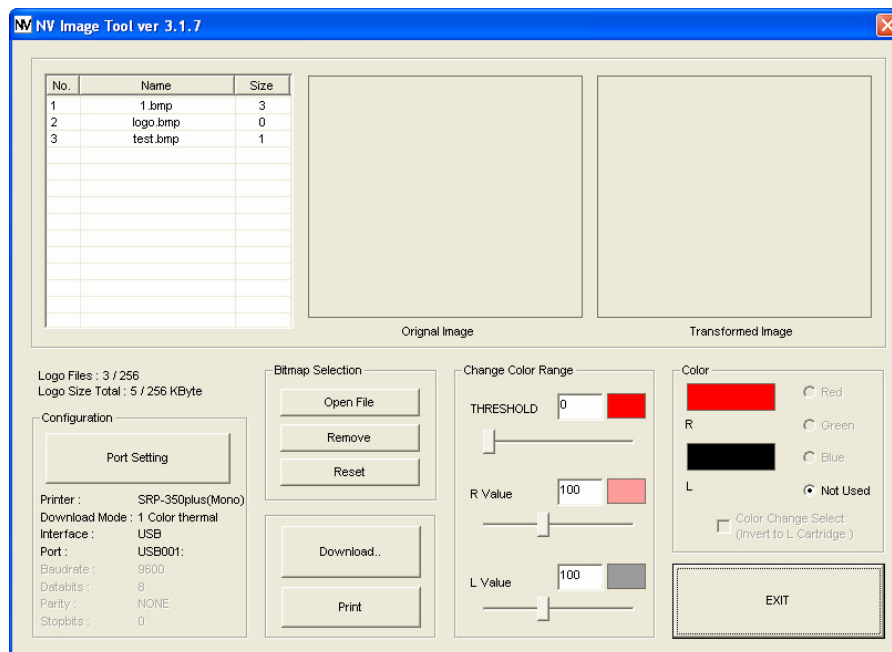 NV NV Image Tool ver 3.1.7
No. Name Size
1 1.bmp 3
2 logo.bmp 0
3 test.bmp 1
Orignal Image
Transformed Image
Logo Files : 3 / 256
Logo Size Total : 5 / 256 KByte
Configuration
Port Setting
Printer : SRP-350plus(Mono)
Download Mode : 1 Color thermal
Interface : USB
Port : USB001:
Baudrate : 9600
Databits : 8
Parity : NONE
Stopbits : 0
Bitmap Selection
Open File
Remove
Reset
Download..
Print
Change Color Range
THRESHOLD 0
R Value 100
L Value 100
Color
R
L
Red
Green
Blue
Not Used
Color Change Select
(Invert to L Cartridge )
EXIT